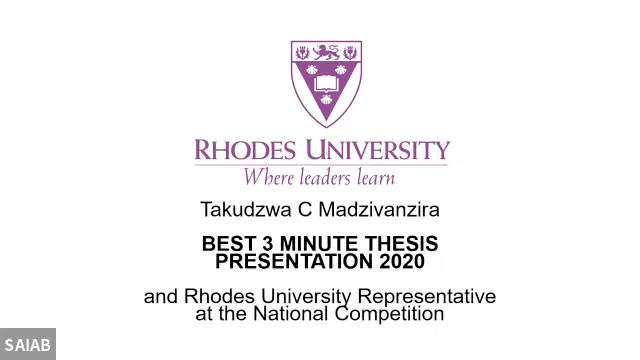 RHODES UNIVERSITY
Where leaders learn
Takudzwa C Madzivanzira
BEST 3 MINUTE THESIS
PRESENTATION 2020
and Rhodes University Representative
at the National Competition
SAIAB